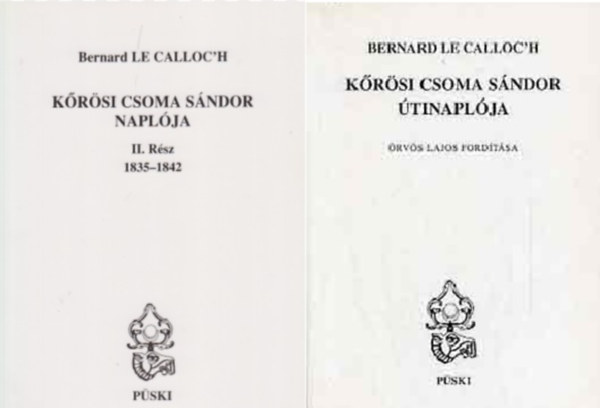 Bernard LE CALLOC'H
KŐRÖSI CSOMA SÁNDOR
NAPLÓJA
II. Rész
1835–1842
PÜSKI
BERNARD LE CALLOC'H
KŐRÖSI CSOMA SÁNDOR
ÚTINAPLÓJA
ÖRVÖS LAJOS FORDÍTÁSA
PÜSKI